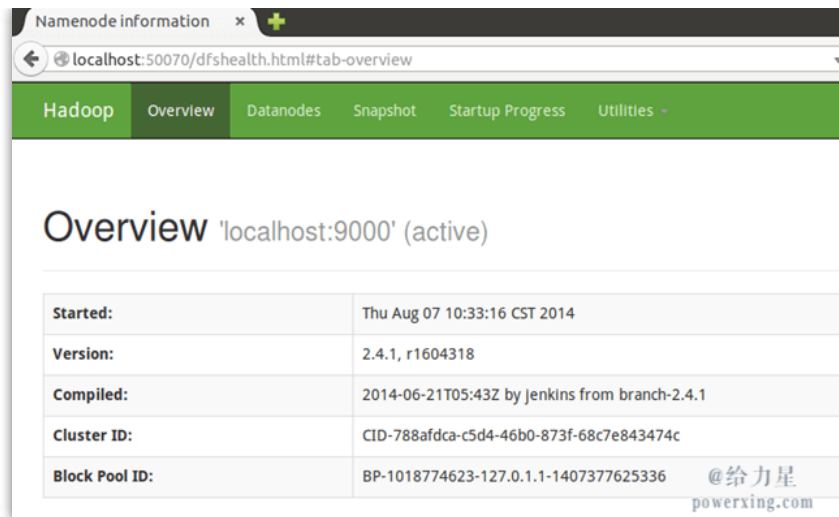 Namenode information
localhost:50070/dfshealth.html#tab-overview
Hadoop Overview Datanodes Snapshot Startup Progress Utilities
Overview 'localhost:9000' (active)
Started: Thu Aug 07 10:33:16 CST 2014
Version: 2.4.1, r1604318
Compiled: 2014-06-21T05:43Z by jenkins from branch-2.4.1
Cluster ID: CID-788afdca-c5d4-46b0-873f-68c7e843474c
Block Pool ID: BP-1018774623-127.0.1.1-1407377625336
@给力星
powerxing.com